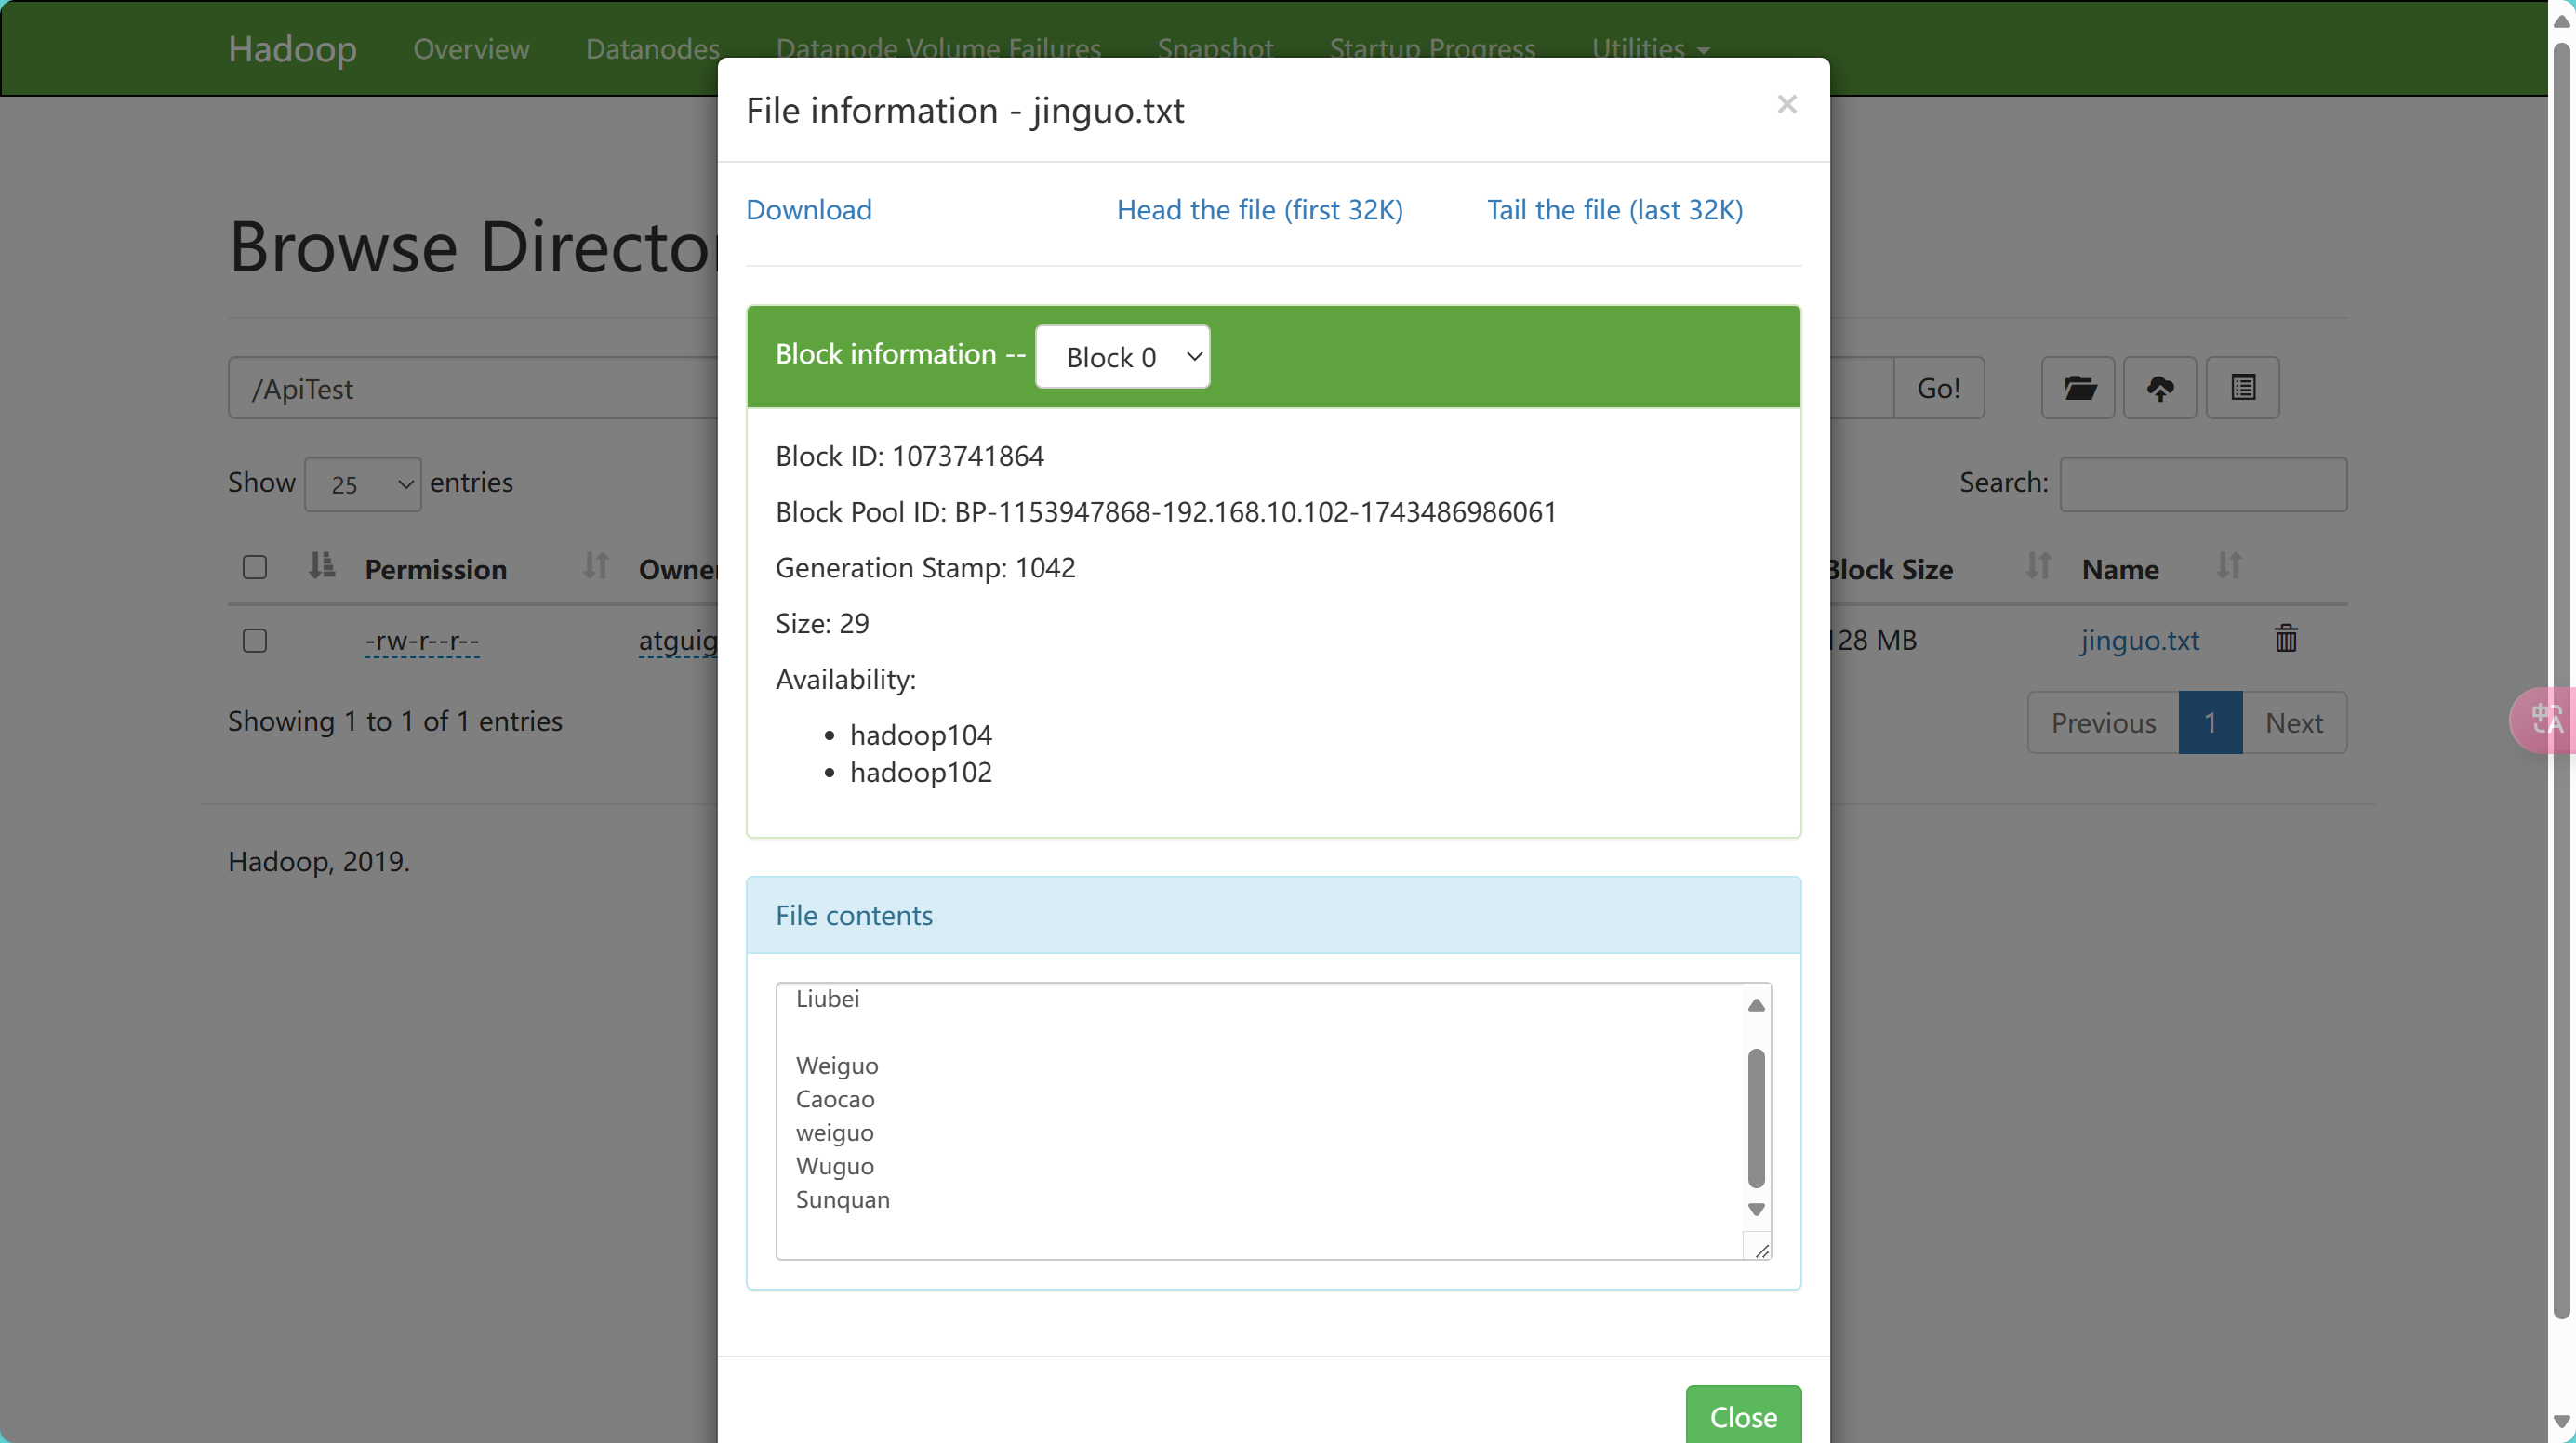 Hadoop Overview Datanodes Datanode Volume Failures Snapshot Startup Progress Utilities
File information - jinguo.txt ×
Browse Directo
Download Head the file (first 32K) Tail the file (last 32K)
Block information -- Block 0
/ApiTest Go!
Show 25 entries Search:
Block ID: 1073741864
Block Pool ID: BP-1153947868-192.168.10.102-1743486986061
Generation Stamp: 1042
Size: 29
Availability:
hadoop104
hadoop102
Permission Owne Block Size Name
-rw-r--r-- atguig 128 MB jinguo.txt
Showing 1 to 1 of 1 entries Previous 1 Next
Hadoop, 2019.
File contents
Liubei
Weiguo
Caocao
weiguo
Wuguo
Sunquan
Close
中A